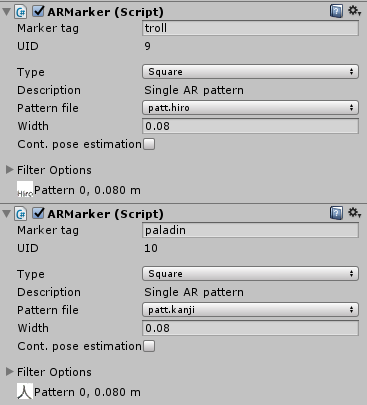 ARMarker (Script)
Marker tag troll
UID 9
Type Square
Description Single AR pattern
Pattern file patt.hiro
Width 0.08
Cont. pose estimation
Filter Options
Hiro Pattern 0, 0.080 m
ARMarker (Script)
Marker tag paladin
UID 10
Type Square
Description Single AR pattern
Pattern file patt.kanji
Width 0.08
Cont. pose estimation
Filter Options
人 Pattern 0, 0.080 m